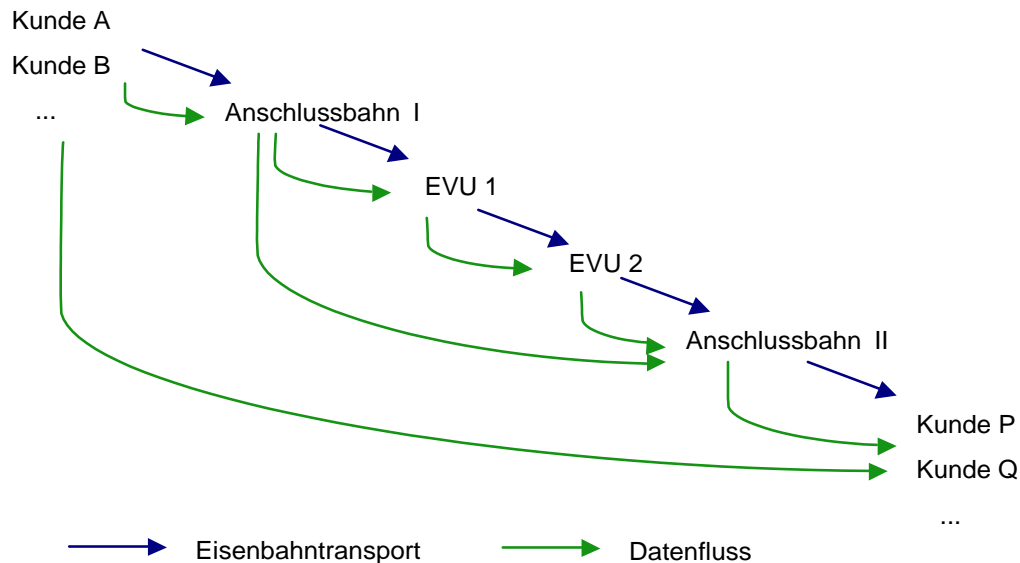 Kunde A
Kunde B
...
Anschlussbahn I
EVU 1
EVU 2
Anschlussbahn II
Kunde P
Kunde Q
...
Eisenbahntransport
Datenfluss